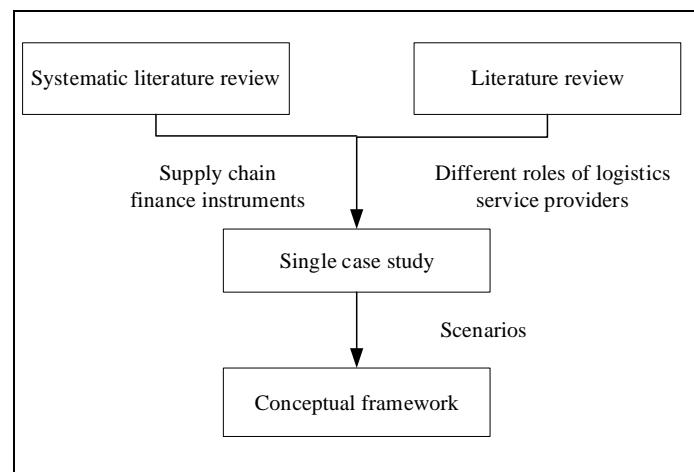 Systematic literature review
Literature review
Supply chain
finance instruments
Different roles of logistics
service providers
Single case study
Scenarios
Conceptual framework